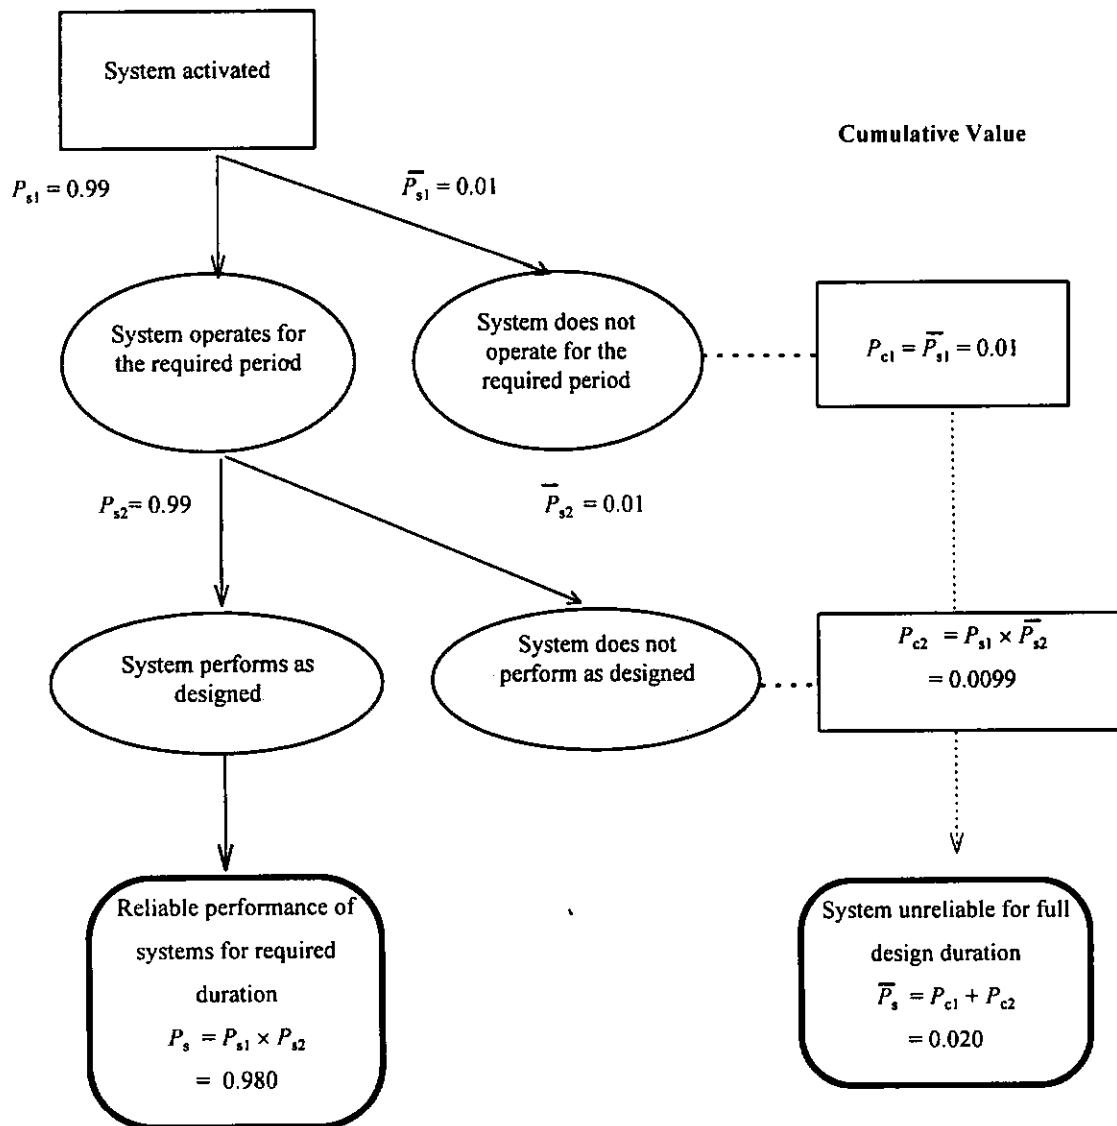 System activated
Cumulative Value
P_s1 = 0.99
P̅_s1 = 0.01
System operates for
the required period
System does not
operate for the
required period
P_c1 = P̅_s1 = 0.01
P_s2 = 0.99
P̅_s2 = 0.01
System performs as
designed
System does not
perform as designed
P_c2 = P_s1 × P̅_s2
= 0.0099
Reliable performance of
systems for required
duration
P_s = P_s1 × P_s2
= 0.980
System unreliable for full
design duration
P̅_s = P_c1 + P_c2
= 0.020